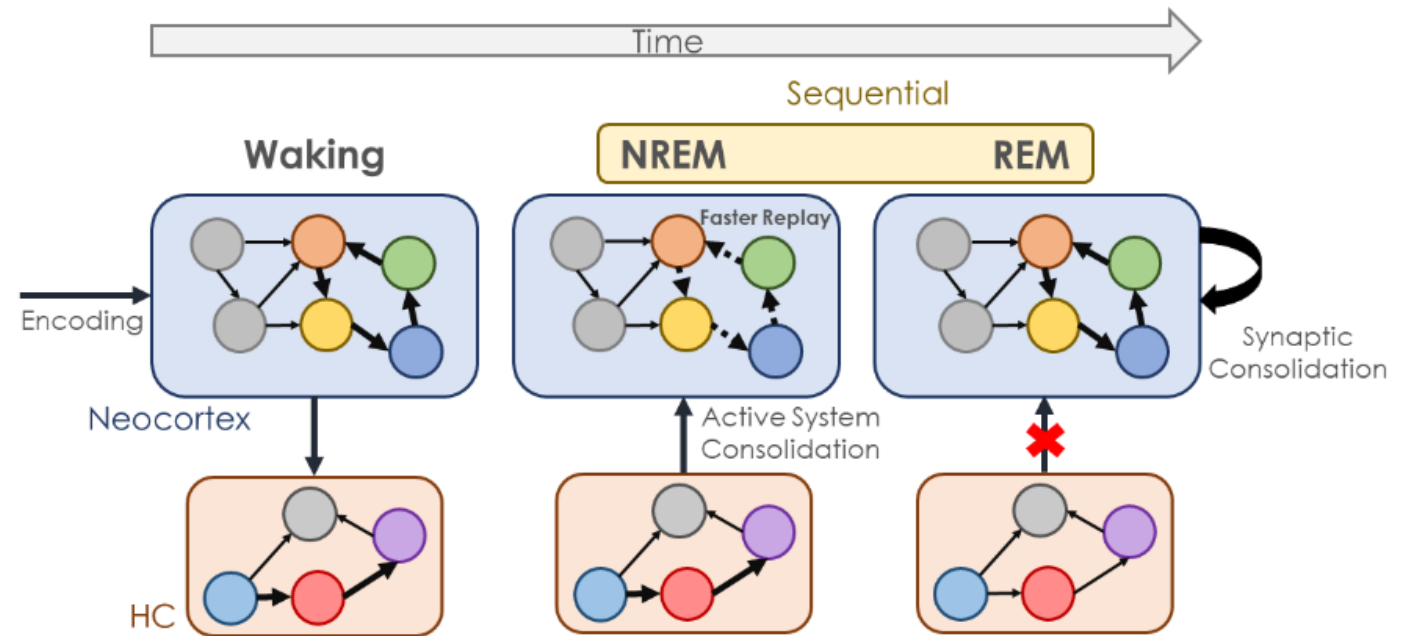 Time
Sequential
Waking
NREM
REM
Faster Replay
Encoding
Synaptic
Consolidation
Neocortex
Active System
Consolidation
HC